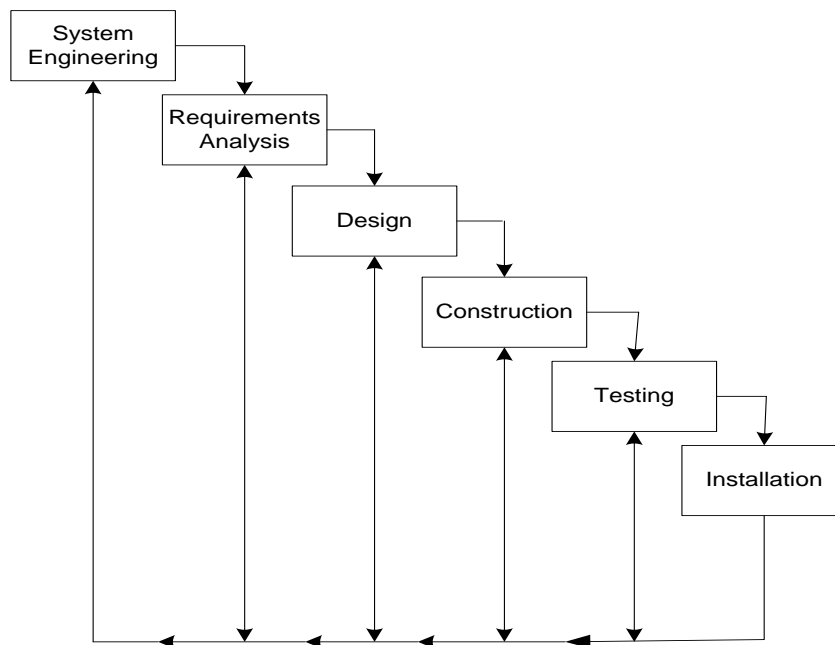 System
Engineering
Requirements
Analysis
Design
Construction
Testing
Installation